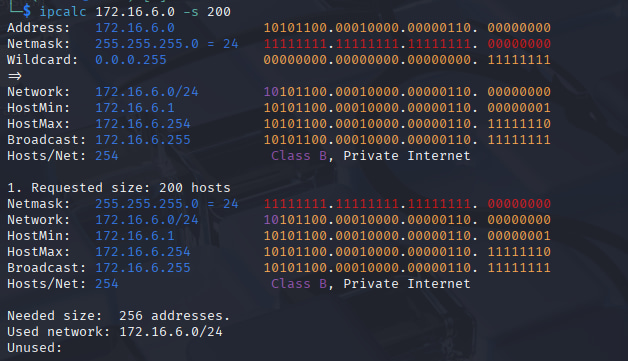 └─$ ipcalc 172.16.6.0 -s 200
Address: 172.16.6.0 10101100.00010000.00000110. 00000000
Netmask: 255.255.255.0 = 24 11111111.11111111.11111111. 00000000
Wildcard: 0.0.0.255 00000000.00000000.00000000. 11111111
=>
Network: 172.16.6.0/24 10101100.00010000.00000110. 00000000
HostMin: 172.16.6.1 10101100.00010000.00000110. 00000001
HostMax: 172.16.6.254 10101100.00010000.00000110. 11111110
Broadcast: 172.16.6.255 10101100.00010000.00000110. 11111111
Hosts/Net: 254 Class B, Private Internet
1. Requested size: 200 hosts
Netmask: 255.255.255.0 = 24 11111111.11111111.11111111. 00000000
Network: 172.16.6.0/24 10101100.00010000.00000110. 00000000
HostMin: 172.16.6.1 10101100.00010000.00000110. 00000001
HostMax: 172.16.6.254 10101100.00010000.00000110. 11111110
Broadcast: 172.16.6.255 10101100.00010000.00000110. 11111111
Hosts/Net: 254 Class B, Private Internet
Needed size: 256 addresses.
Used network: 172.16.6.0/24
Unused: